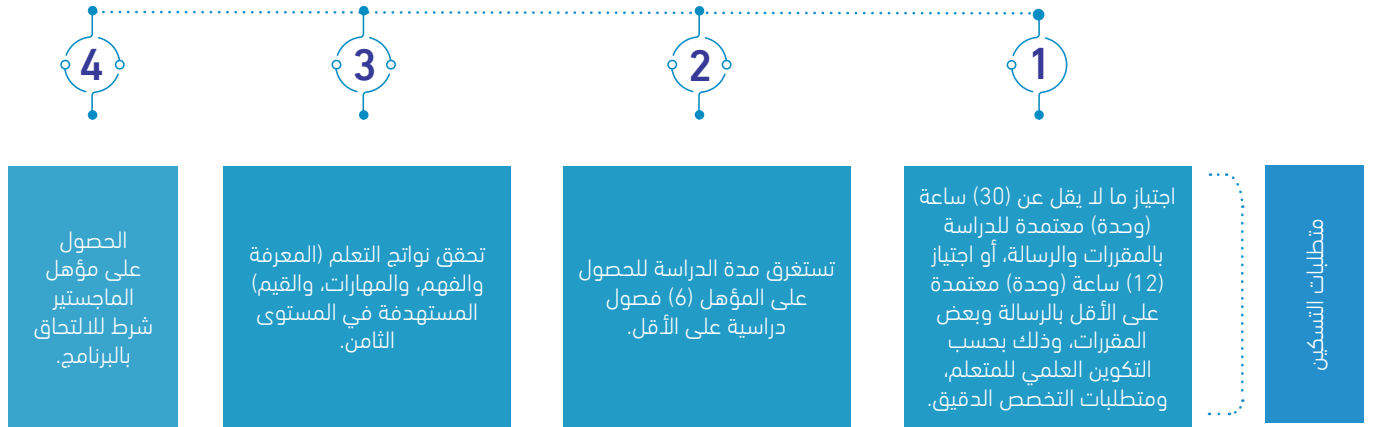 متطلبات التسكين
1
اجتياز ما لا يقل عن (30) ساعة
(وحدة) معتمدة للدراسة
بالمقررات والرسالة، أو اجتياز
(12) ساعة (وحدة) معتمدة
على الأقل بالرسالة وبعض
المقررات، وذلك بحسب
التكوين العلمي للمتعلم،
ومتطلبات التخصص الدقيق.
2
تستغرق مدة الدراسة للحصول
على المؤهل (6) فصول
دراسية على الأقل.
3
تحقق نواتج التعلم (المعرفة
والفهم، والمهارات، والقيم)
المستهدفة في المستوى
الثامن.
4
الحصول
على مؤهل
الماجستير
شرط للالتحاق
بالبرنامج.